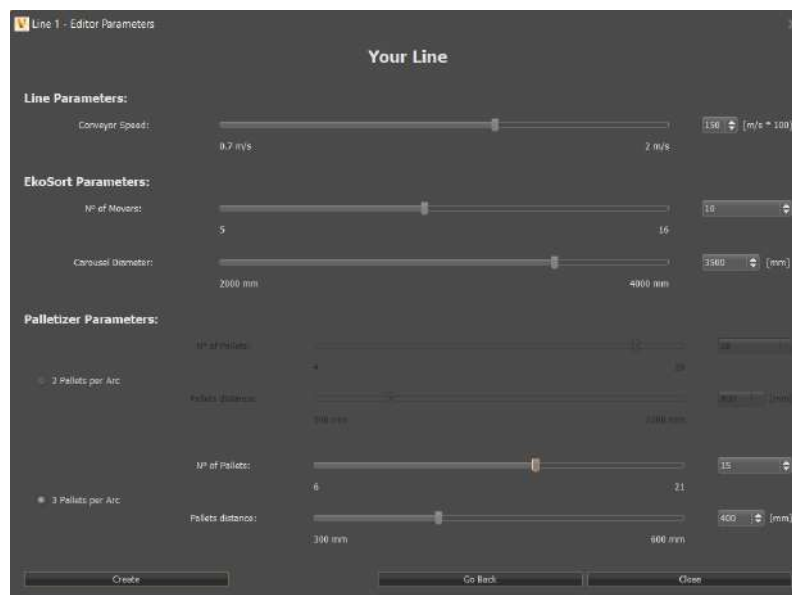 Line 1 - Editor Parameters
Your Line
Line Parameters:
Conveyor Speed:
150 [m/s * 100]
0.7 m/s 2 m/s
EkoSort Parameters:
Nº of Movers:
10
5 16
Carousel Diameter:
3500 [mm]
2000 mm 4000 mm
Palletizer Parameters:
Nº of Pallets:
2 Pallets per Arc
Pallets distance:
Nº of Pallets:
15
6 21
3 Pallets per Arc
Pallets distance:
400 [mm]
300 mm 600 mm
Create Go Back Close